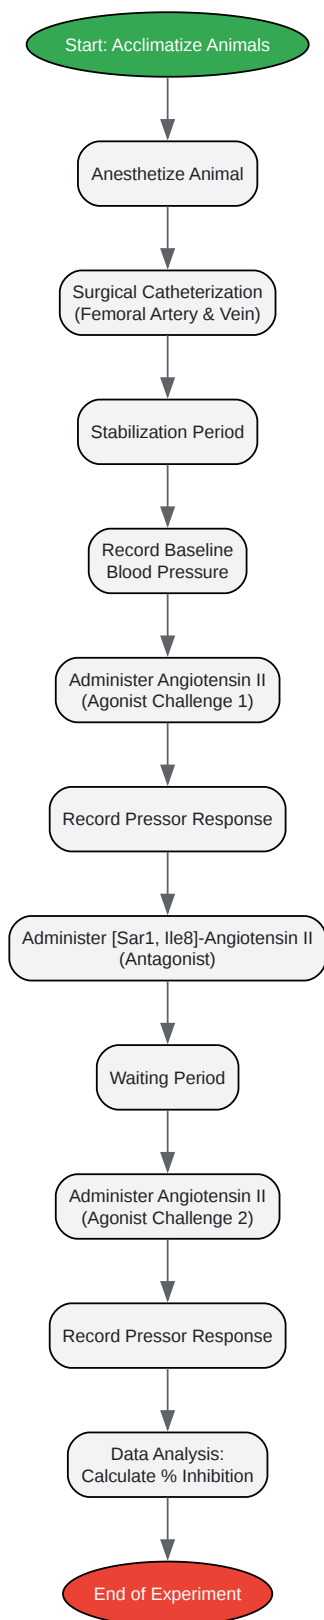 Start: Acclimatize Animals
Anesthetize Animal
Surgical Catheterization
(Femoral Artery & Vein)
Stabilization Period
Record Baseline
Blood Pressure
Administer Angiotensin II
(Agonist Challenge 1)
Record Pressor Response
Administer [Sar1, Ile8]-Angiotensin II
(Antagonist)
Waiting Period
Administer Angiotensin II
(Agonist Challenge 2)
Record Pressor Response
Data Analysis:
Calculate % Inhibition
End of Experiment